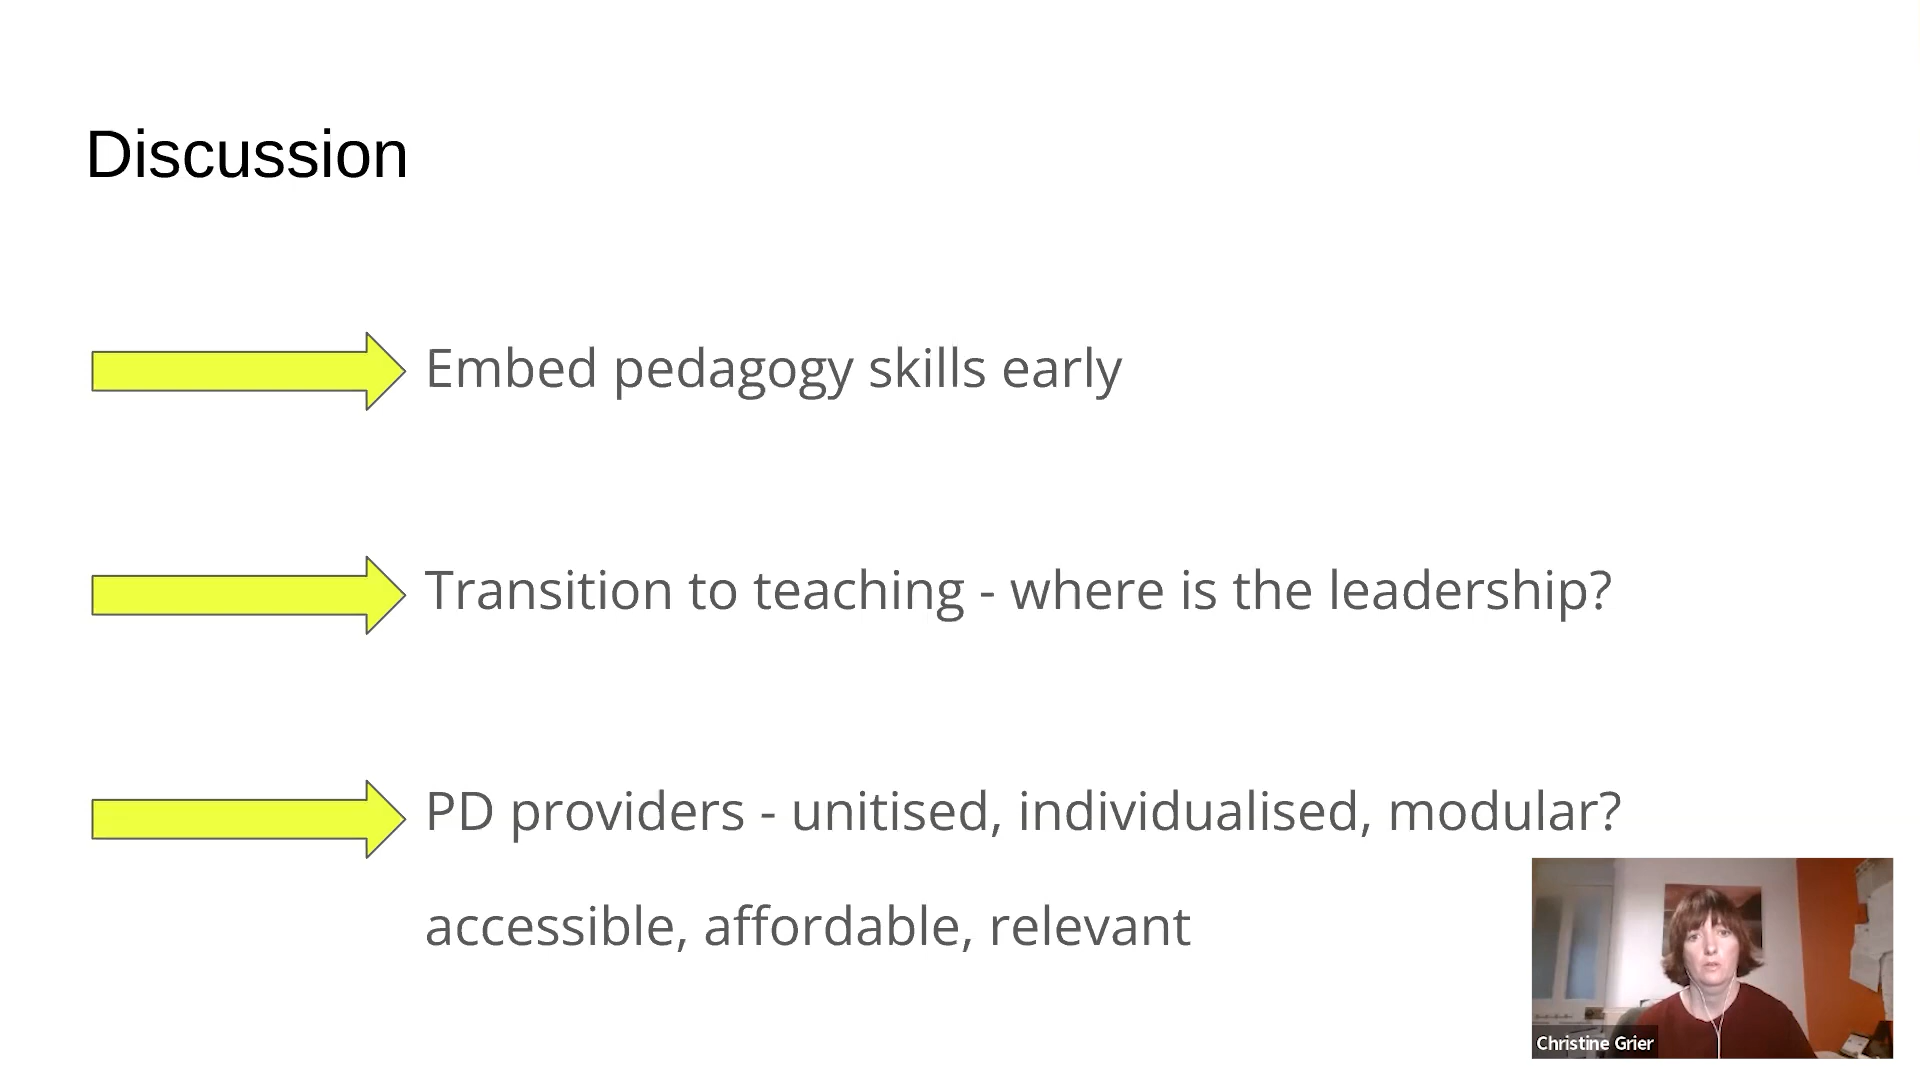 Discussion
Embed pedagogy skills early
Transition to teaching - where is the leadership?
PD providers - unitised, individualised, modular?
accessible, affordable, relevant
Christine Grier